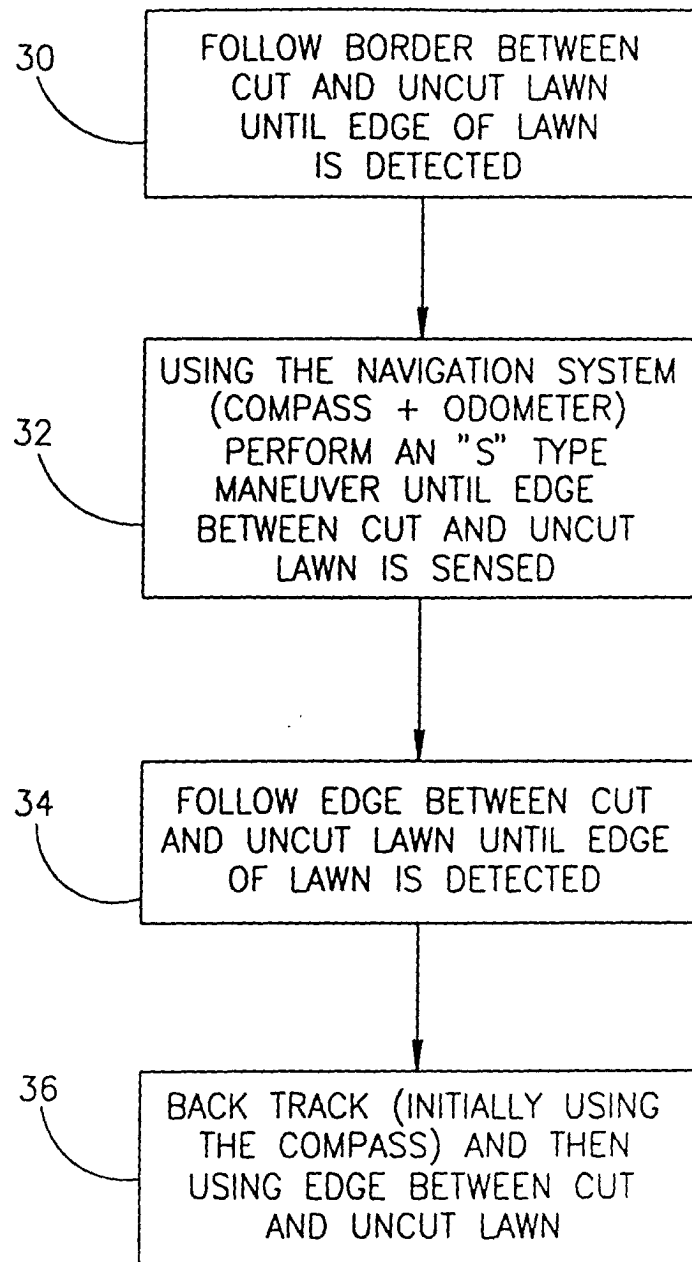 30
FOLLOW BORDER BETWEEN
CUT AND UNCUT LAWN
UNTIL EDGE OF LAWN
IS DETECTED
32
USING THE NAVIGATION SYSTEM
(COMPASS + ODOMETER)
PERFORM AN "S" TYPE
MANEUVER UNTIL EDGE
BETWEEN CUT AND UNCUT
LAWN IS SENSED
34
FOLLOW EDGE BETWEEN CUT
AND UNCUT LAWN UNTIL EDGE
OF LAWN IS DETECTED
36
BACK TRACK (INITIALLY USING
THE COMPASS) AND THEN
USING EDGE BETWEEN CUT
AND UNCUT LAWN